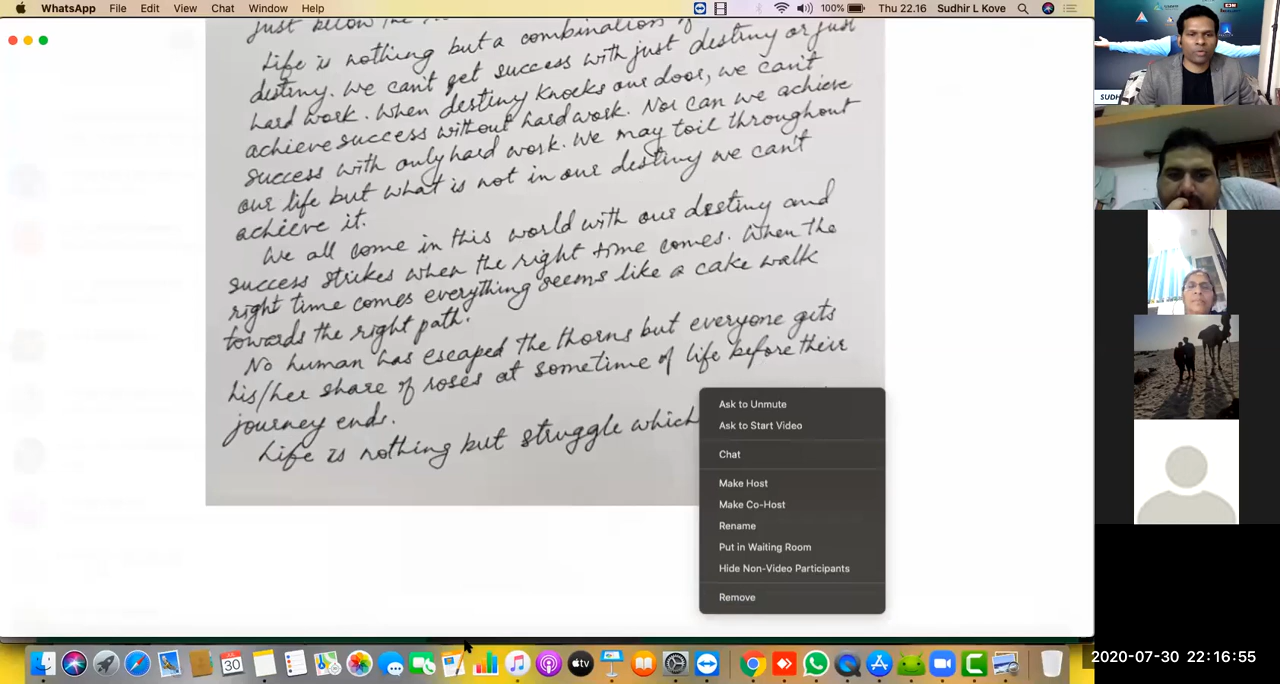 WhatsApp File Edit View Chat Window Help 100% Thu 22.16 Sudhir L Kove
just below the
Life is nothing but a combination of
destiny. We can't get success with just destiny or just
hard work. When destiny knocks our door, we can't
achieve success without hard work. Nor can we achieve
success with only hard work. We may toil throughout
our life but what is not in our destiny we can't
achieve it.
We all come in this world with our destiny and
success strikes when the right time comes. When the
right time comes everything seems like a cake walk
towards the right path.
No human has escaped the thorns but everyone gets
his/her share of roses at sometime of life before their
journey ends.
Life is nothing but struggle which
Ask to Unmute
Ask to Start Video
Chat
Make Host
Make Co-Host
Rename
Put in Waiting Room
Hide Non-Video Participants
Remove
SUDH
JUL
30
tv
2020-07-30 22:16:55